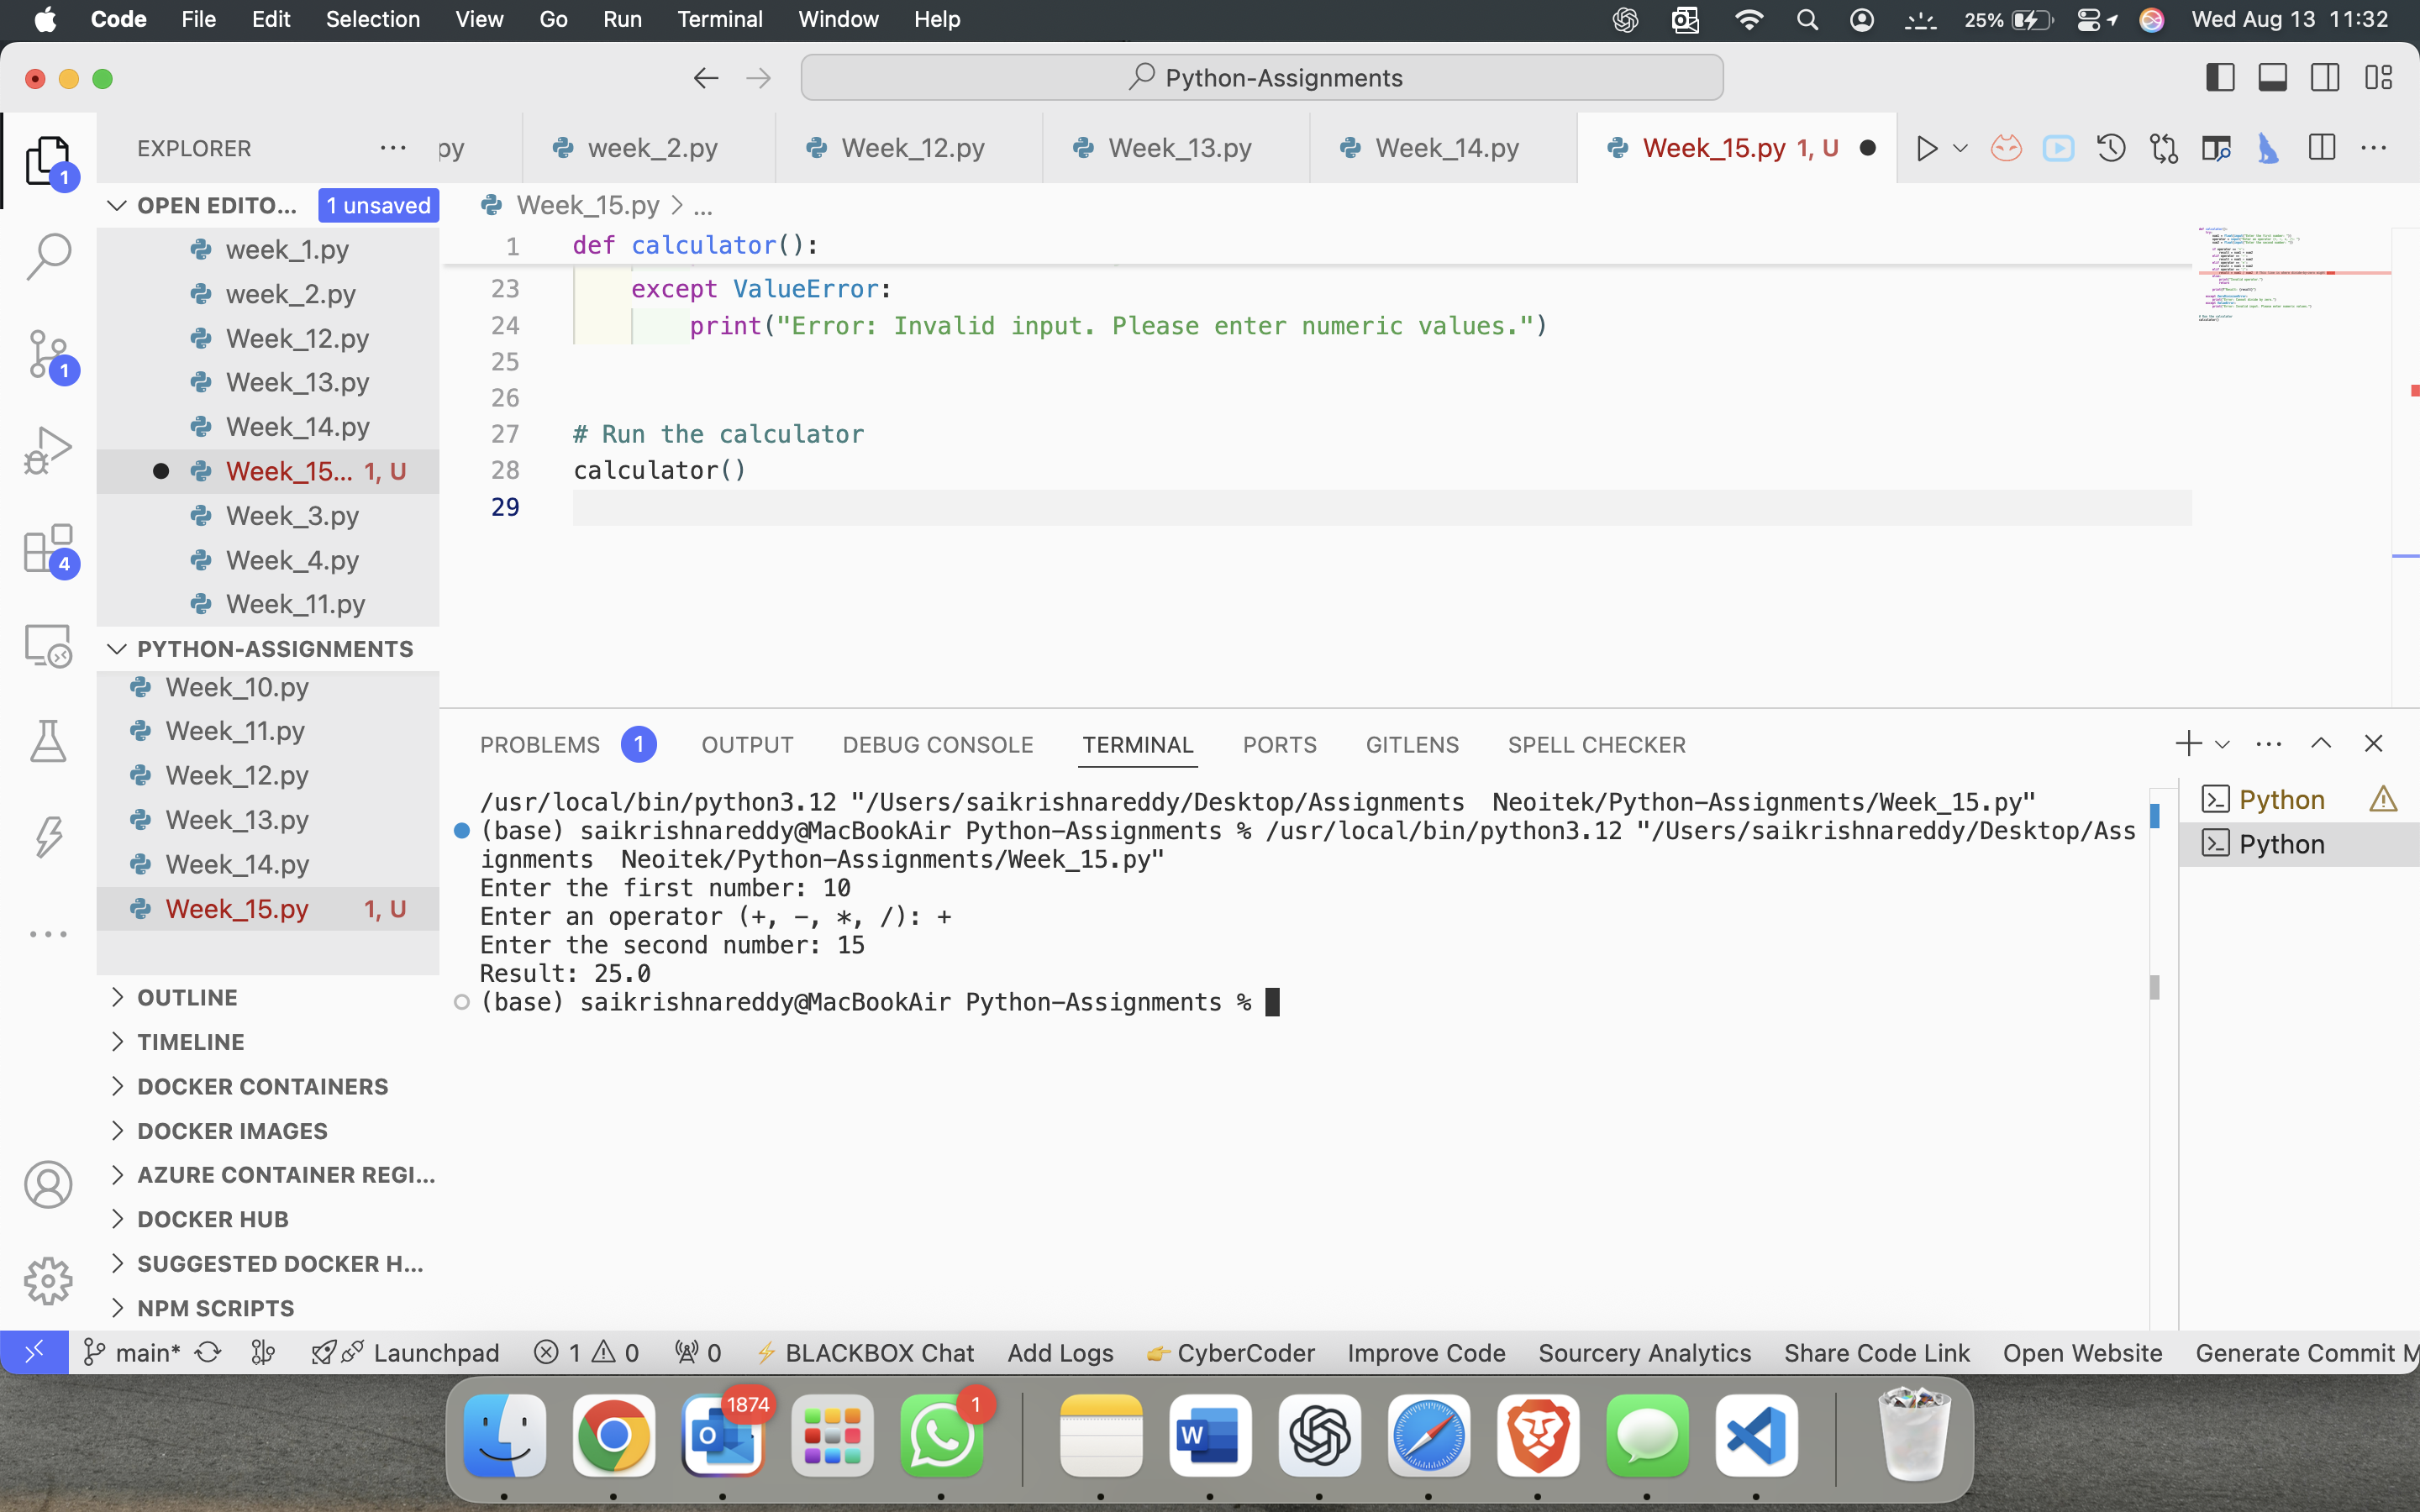 Code File Edit Selection View Go Run Terminal Window Help 25% Wed Aug 13 11:32
Python-Assignments
EXPLORER ... py week_2.py Week_12.py Week_13.py Week_14.py Week_15.py 1, U
OPEN EDITO... 1 unsaved
Week_15.py > ...
week_1.py
week_2.py
Week_12.py
Week_13.py
Week_14.py
Week_15... 1, U
Week_3.py
Week_4.py
Week_11.py
1 def calculator():
23 except ValueError:
24 print("Error: Invalid input. Please enter numeric values.")
25
26
27 # Run the calculator
28 calculator()
29
PYTHON-ASSIGNMENTS
Week_10.py
Week_11.py
Week_12.py
Week_13.py
Week_14.py
Week_15.py 1, U
OUTLINE
TIMELINE
DOCKER CONTAINERS
DOCKER IMAGES
AZURE CONTAINER REGI...
DOCKER HUB
SUGGESTED DOCKER H...
NPM SCRIPTS
1
1
4
PROBLEMS 1 OUTPUT DEBUG CONSOLE TERMINAL PORTS GITLENS SPELL CHECKER
/usr/local/bin/python3.12 "/Users/saikrishnareddy/Desktop/Assignments  Neoitek/Python-Assignments/Week_15.py"
(base) saikrishnareddy@MacBookAir Python-Assignments % /usr/local/bin/python3.12 "/Users/saikrishnareddy/Desktop/Ass
ignments  Neoitek/Python-Assignments/Week_15.py"
Enter the first number: 10
Enter an operator (+, -, *, /): +
Enter the second number: 15
Result: 25.0
(base) saikrishnareddy@MacBookAir Python-Assignments %
Python
Python
main* Launchpad 1 0 0 BLACKBOX Chat Add Logs CyberCoder Improve Code Sourcery Analytics Share Code Link Open Website Generate Commit M
1874
1
O
W